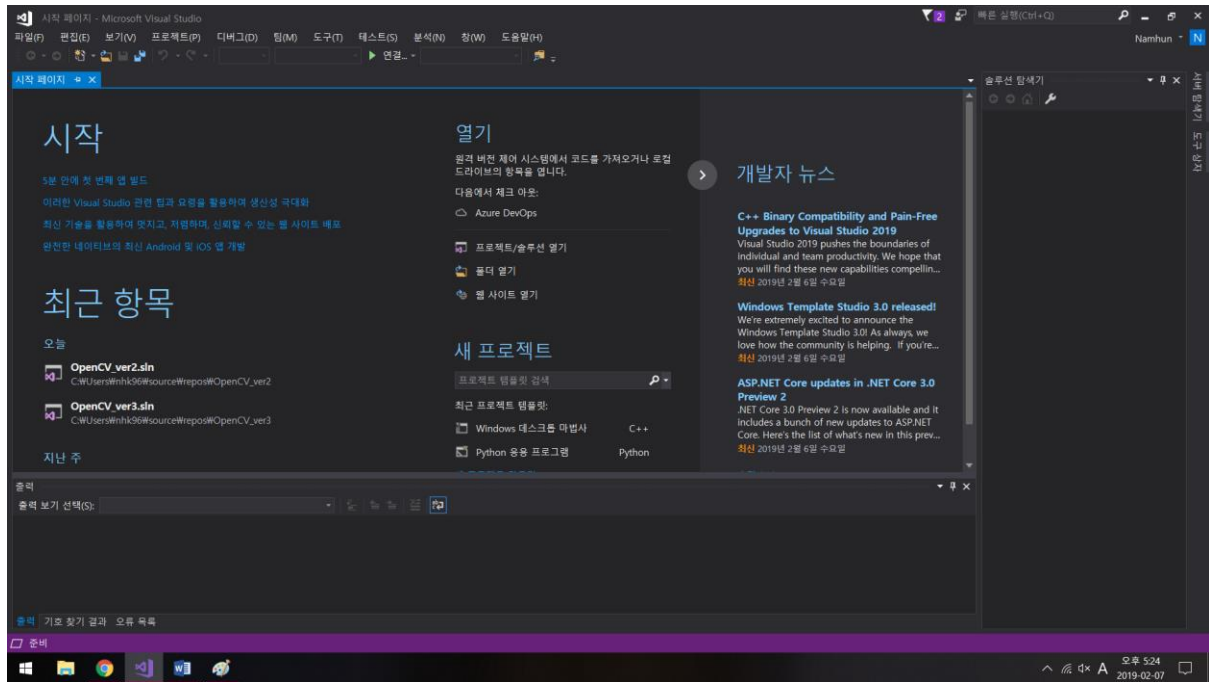 시작 페이지 - Microsoft Visual Studio
2
빠른 실행(Ctrl+Q)
파일(F) 편집(E) 보기(V) 프로젝트(P) 디버그(D) 팀(M) 도구(T) 테스트(S) 분석(N) 창(W) 도움말(H)
Namhun
N
연결...
시작 페이지
시작
5분 안에 첫 번째 앱 빌드
이러한 Visual Studio 관련 팁과 요령을 활용하여 생산성 극대화
최신 기술을 활용하여 멋지고, 저렴하며, 신뢰할 수 있는 웹 사이트 배포
완전한 네이티브의 최신 Android 및 iOS 앱 개발
최근 항목
오늘
OpenCV_ver2.sln
C:₩Users₩nhk96₩source₩repos₩OpenCV_ver2
OpenCV_ver3.sln
C:₩Users₩nhk96₩source₩repos₩OpenCV_ver3
지난 주
열기
원격 버전 제어 시스템에서 코드를 가져오거나 로컬
드라이브의 항목을 엽니다.
다음에서 체크 아웃:
Azure DevOps
프로젝트/솔루션 열기
폴더 열기
웹 사이트 열기
새 프로젝트
프로젝트 템플릿 검색
최근 프로젝트 템플릿:
Windows 데스크톱 마법사 C++
Python 응용 프로그램 Python
개발자 뉴스
C++ Binary Compatibility and Pain-Free
Upgrades to Visual Studio 2019
Visual Studio 2019 pushes the boundaries of
individual and team productivity. We hope that
you will find these new capabilities compellin...
최신 2019년 2월 6일 수요일
Windows Template Studio 3.0 released!
We're extremely excited to announce the
Windows Template Studio 3.0! As always, we
love how the community is helping. If you're...
최신 2019년 2월 6일 수요일
ASP.NET Core updates in .NET Core 3.0
Preview 2
.NET Core 3.0 Preview 2 is now available and it
includes a bunch of new updates to ASP.NET
Core. Here's the list of what's new in this prev...
최신 2019년 2월 6일 수요일
솔루션 탐색기
서버 탐색기
도구 상자
출력
출력 보기 선택(S):
출력 기호 찾기 결과 오류 목록
준비
A
오후 5:24
2019-02-07